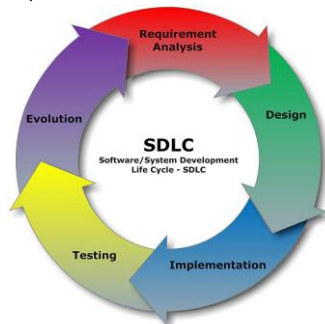 Requirement
Analysis
Design
Implementation
Testing
Evolution
SDLC
Software/System Development
Life Cycle - SDLC